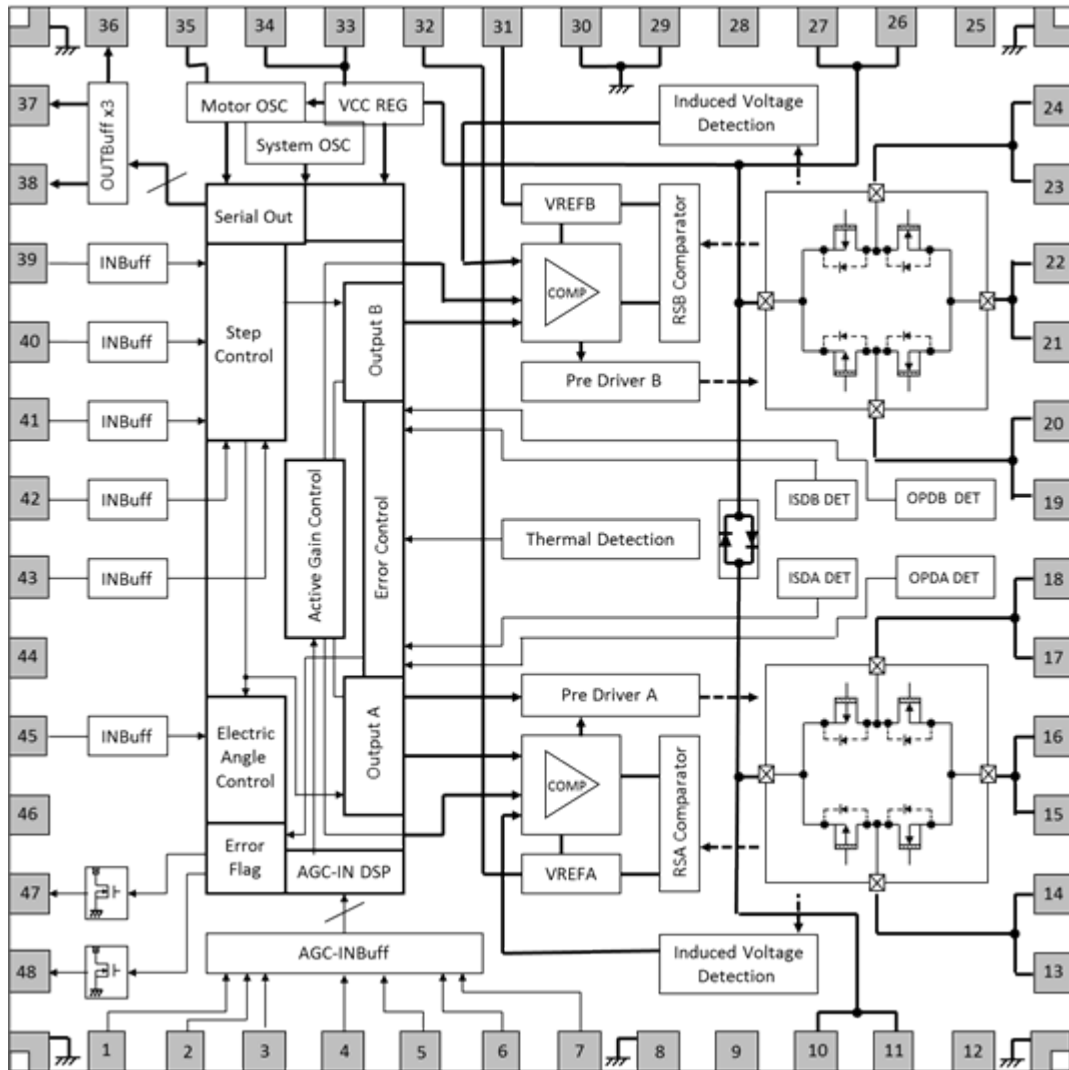 36 35 34 33 32 31 30 29 28 27 26 25
37
38
OUTBuff x3
Motor OSC
VCC REG
System OSC
Induced Voltage
Detection
24
23
Serial Out
VREFB
RSB Comparator
39
INBuff
COMP
22
Step
Control
Output B
40
INBuff
21
Pre Driver B
41
INBuff
20
42
INBuff
ISDB DET
OPDB DET
19
Active Gain Control
Error Control
Thermal Detection
43
INBuff
ISDA DET
OPDA DET
18
44
17
Pre Driver A
45
INBuff
Electric
Angle
Control
Output A
16
COMP
RSA Comparator
46
15
Error
Flag
AGC-IN DSP
VREFA
47
14
48
AGC-INBuff
Induced Voltage
Detection
13
1 2 3 4 5 6 7 8 9 10 11 12